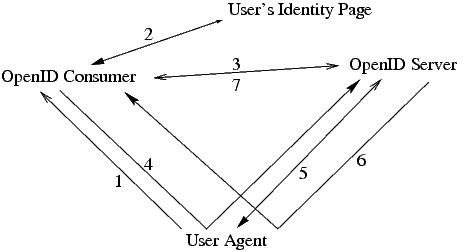 User's Identity Page
2
3
OpenID Server
OpenID Consumer
7
4
6
5
1
User Agent